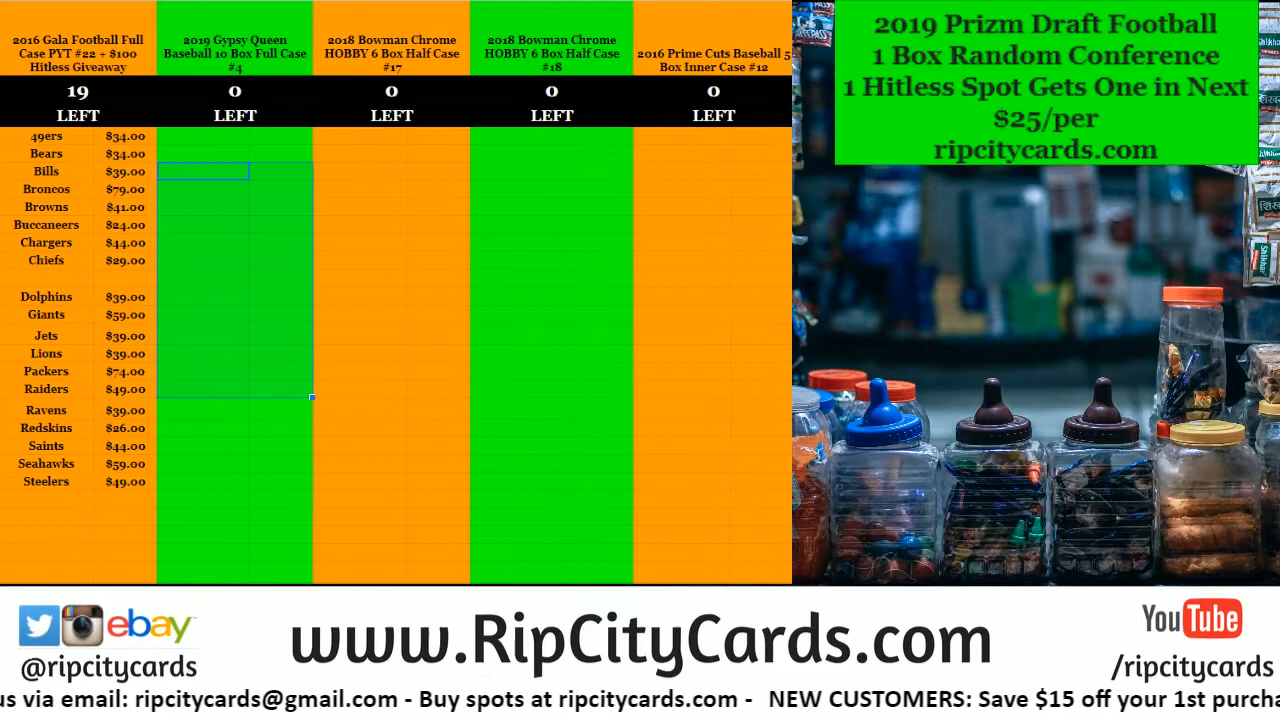 2016 Gala Football Full
Case PYT #22 + $100
Hitless Giveaway
2019 Gypsy Queen
Baseball 10 Box Full Case
#4
2018 Bowman Chrome
HOBBY 6 Box Half Case
#17
2018 Bowman Chrome
HOBBY 6 Box Half Case
#18
2016 Prime Cuts Baseball 5
Box Inner Case #12
19 0 0 0 0
LEFT LEFT LEFT LEFT LEFT
49ers $34.00
Bears $34.00
Bills $39.00
Broncos $79.00
Browns $41.00
Buccaneers $24.00
Chargers $44.00
Chiefs $29.00
Dolphins $39.00
Giants $59.00
Jets $39.00
Lions $39.00
Packers $74.00
Raiders $49.00
Ravens $39.00
Redskins $26.00
Saints $44.00
Seahawks $59.00
Steelers $49.00
2019 Prizm Draft Football
1 Box Random Conference
1 Hitless Spot Gets One in Next
$25/per
ripcitycards.com
Shikhar
ebay
@ripcitycards
www.RipCityCards.com
YouTube
/ripcitycards
us via email: ripcitycards@gmail.com - Buy spots at ripcitycards.com - NEW CUSTOMERS: Save $15 off your 1st purcha